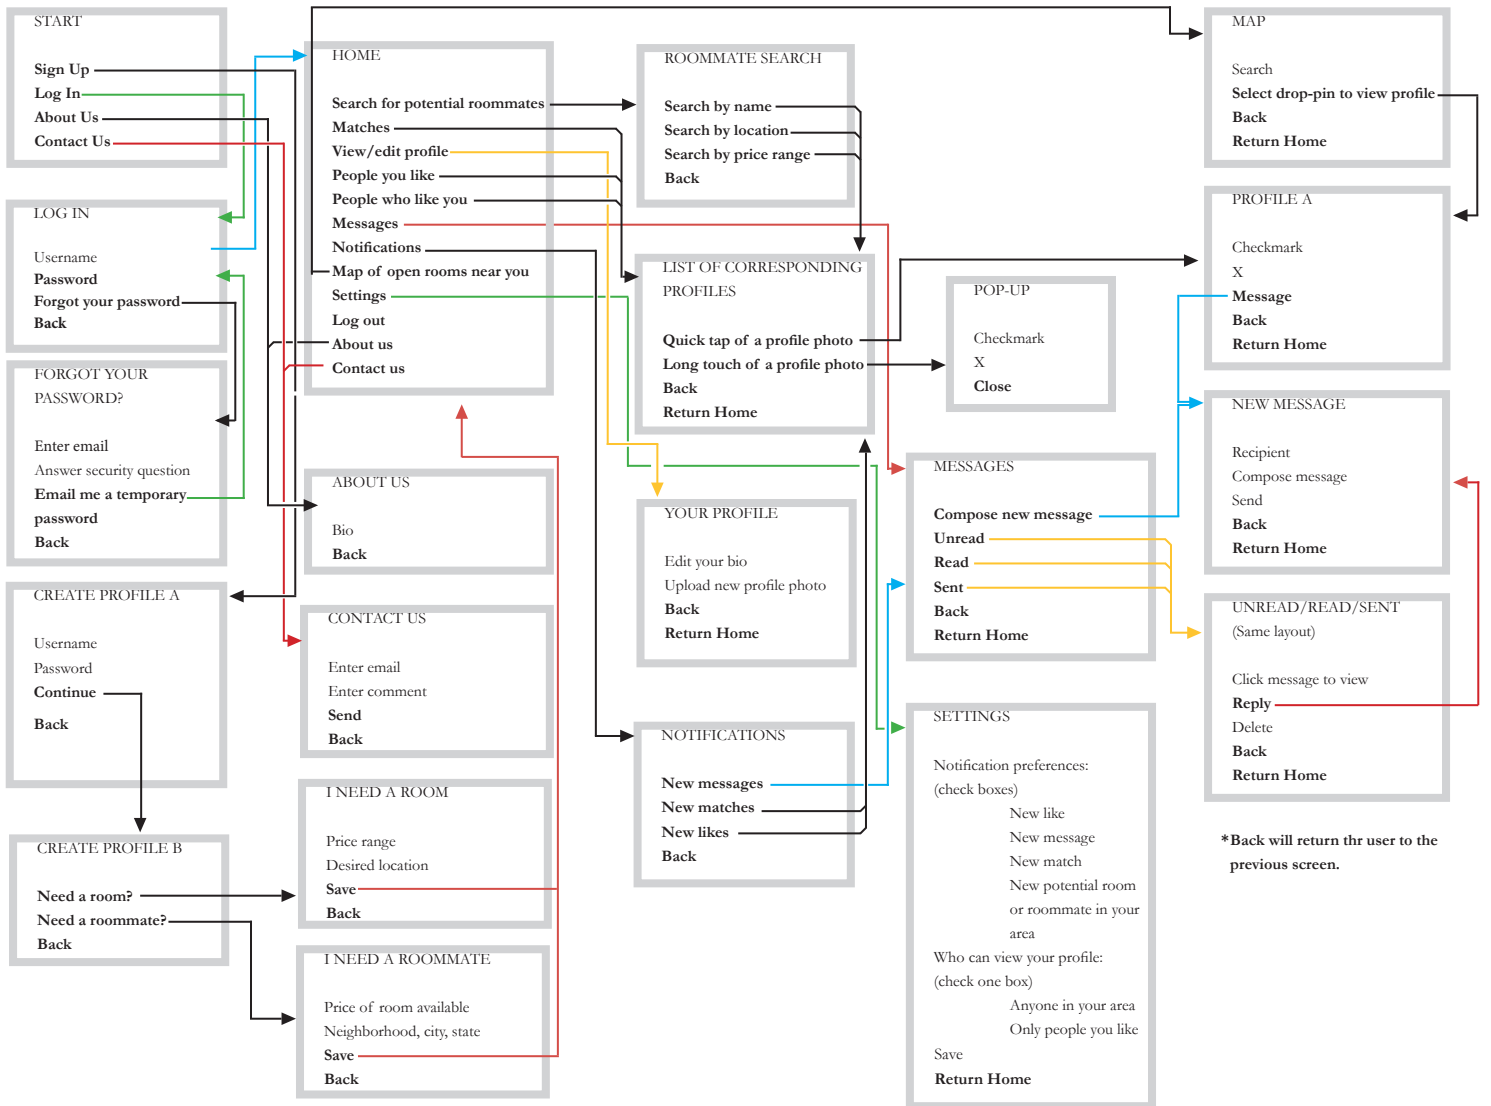 START
Sign Up
Log In
About Us
Contact Us
LOG IN
Username
Password
Forgot your password
Back
FORGOT YOUR
PASSWORD?
Enter email
Answer security question
Email me a temporary
password
Back
CREATE PROFILE A
Username
Password
Continue
Back
CREATE PROFILE B
Need a room?
Need a roommate?
Back
HOME
Search for potential roommates
Matches
View/edit profile
People you like
People who like you
Messages
Notifications
Map of open rooms near you
Settings
Log out
About us
Contact us
ABOUT US
Bio
Back
CONTACT US
Enter email
Enter comment
Send
Back
I NEED A ROOM
Price range
Desired location
Save
Back
I NEED A ROOMMATE
Price of room available
Neighborhood, city, state
Save
Back
ROOMMATE SEARCH
Search by name
Search by location
Search by price range
Back
LIST OF CORRESPONDING
PROFILES
Quick tap of a profile photo
Long touch of a profile photo
Back
Return Home
YOUR PROFILE
Edit your bio
Upload new profile photo
Back
Return Home
NOTIFICATIONS
New messages
New matches
New likes
Back
POP-UP
Checkmark
X
Close
MESSAGES
Compose new message
Unread
Read
Sent
Back
Return Home
SETTINGS
Notification preferences:
(check boxes)
New like
New message
New match
New potential room
or roommate in your
area
Who can view your profile:
(check one box)
Anyone in your area
Only people you like
Save
Return Home
MAP
Search
Select drop-pin to view profile
Back
Return Home
PROFILE A
Checkmark
X
Message
Back
Return Home
NEW MESSAGE
Recipient
Compose message
Send
Back
Return Home
UNREAD/READ/SENT
(Same layout)
Click message to view
Reply
Delete
Back
Return Home
*Back will return thr user to the
previous screen.